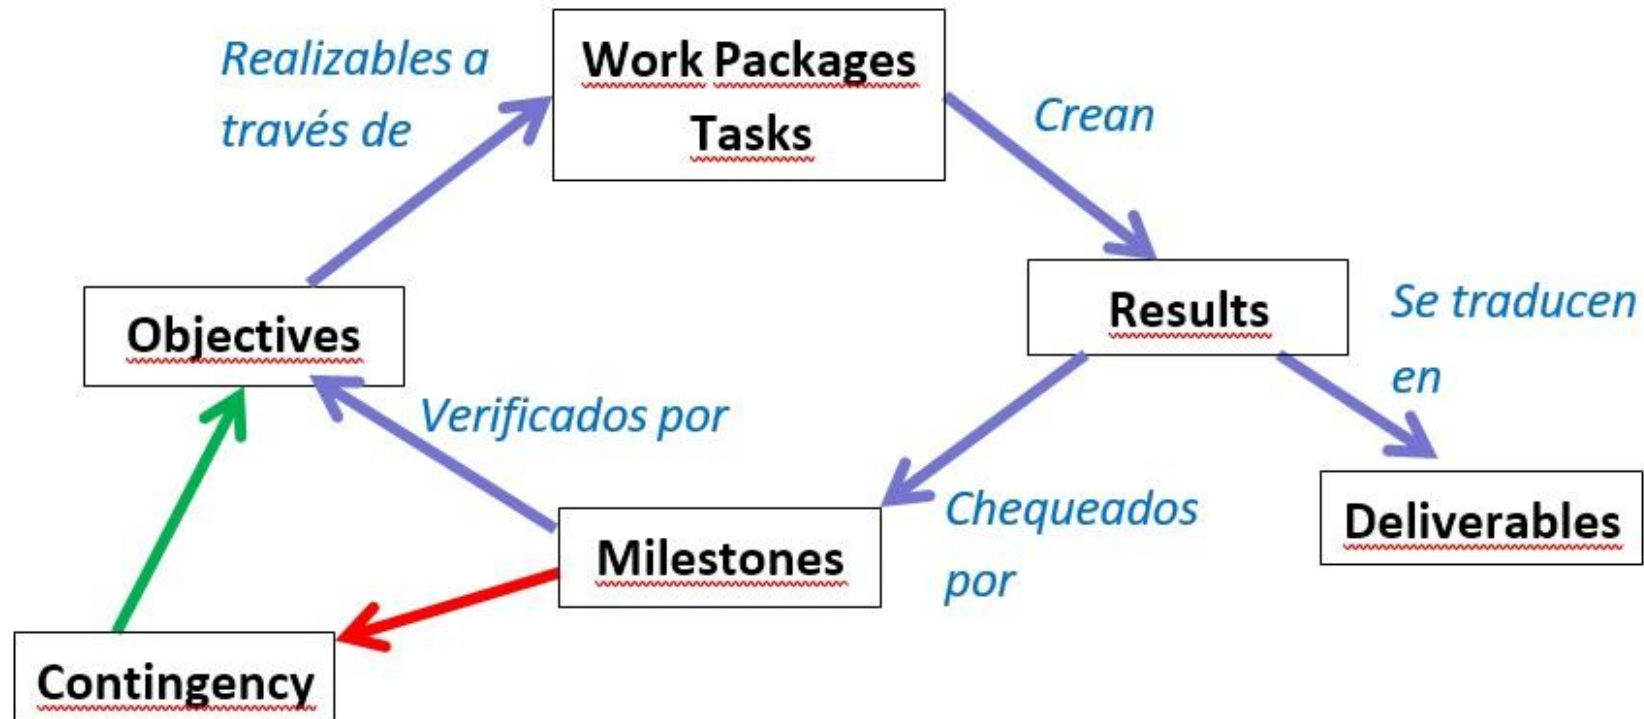 Realizables a
través de
Work Packages
Tasks
Crean
Objectives
Results
Se traducen
en
Verificados por
Milestones
Chequeados
por
Deliverables
Contingency